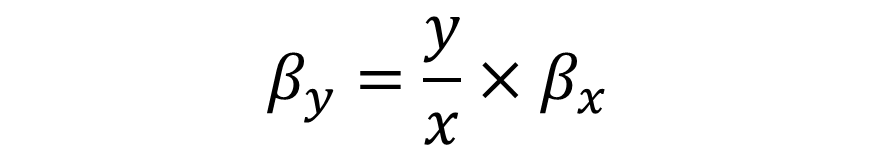 β_y = y/x × β_x